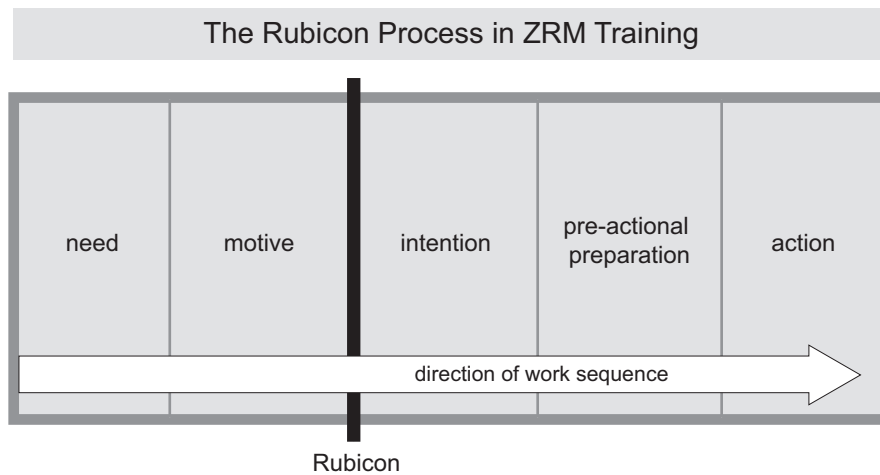 The Rubicon Process in ZRM Training
need
motive
intention
pre-actional
preparation
action
direction of work sequence
Rubicon